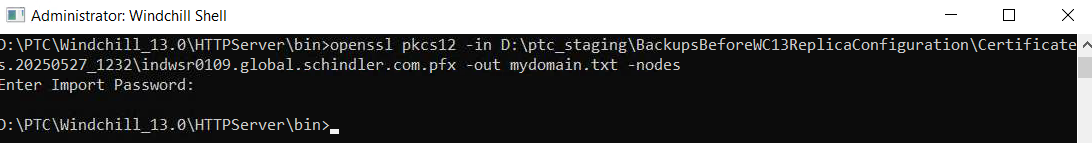 Administrator: Windchill Shell
D:\PTC\Windchill_13.0\HTTPServer\bin>openssl pkcs12 -in D:\ptc_staging\BackupsBeforeWC13ReplicaConfiguration\Certificate
s.20250527_1232\indwsr0109.global.schindler.com.pfx -out mydomain.txt -nodes
Enter Import Password:
D:\PTC\Windchill_13.0\HTTPServer\bin>